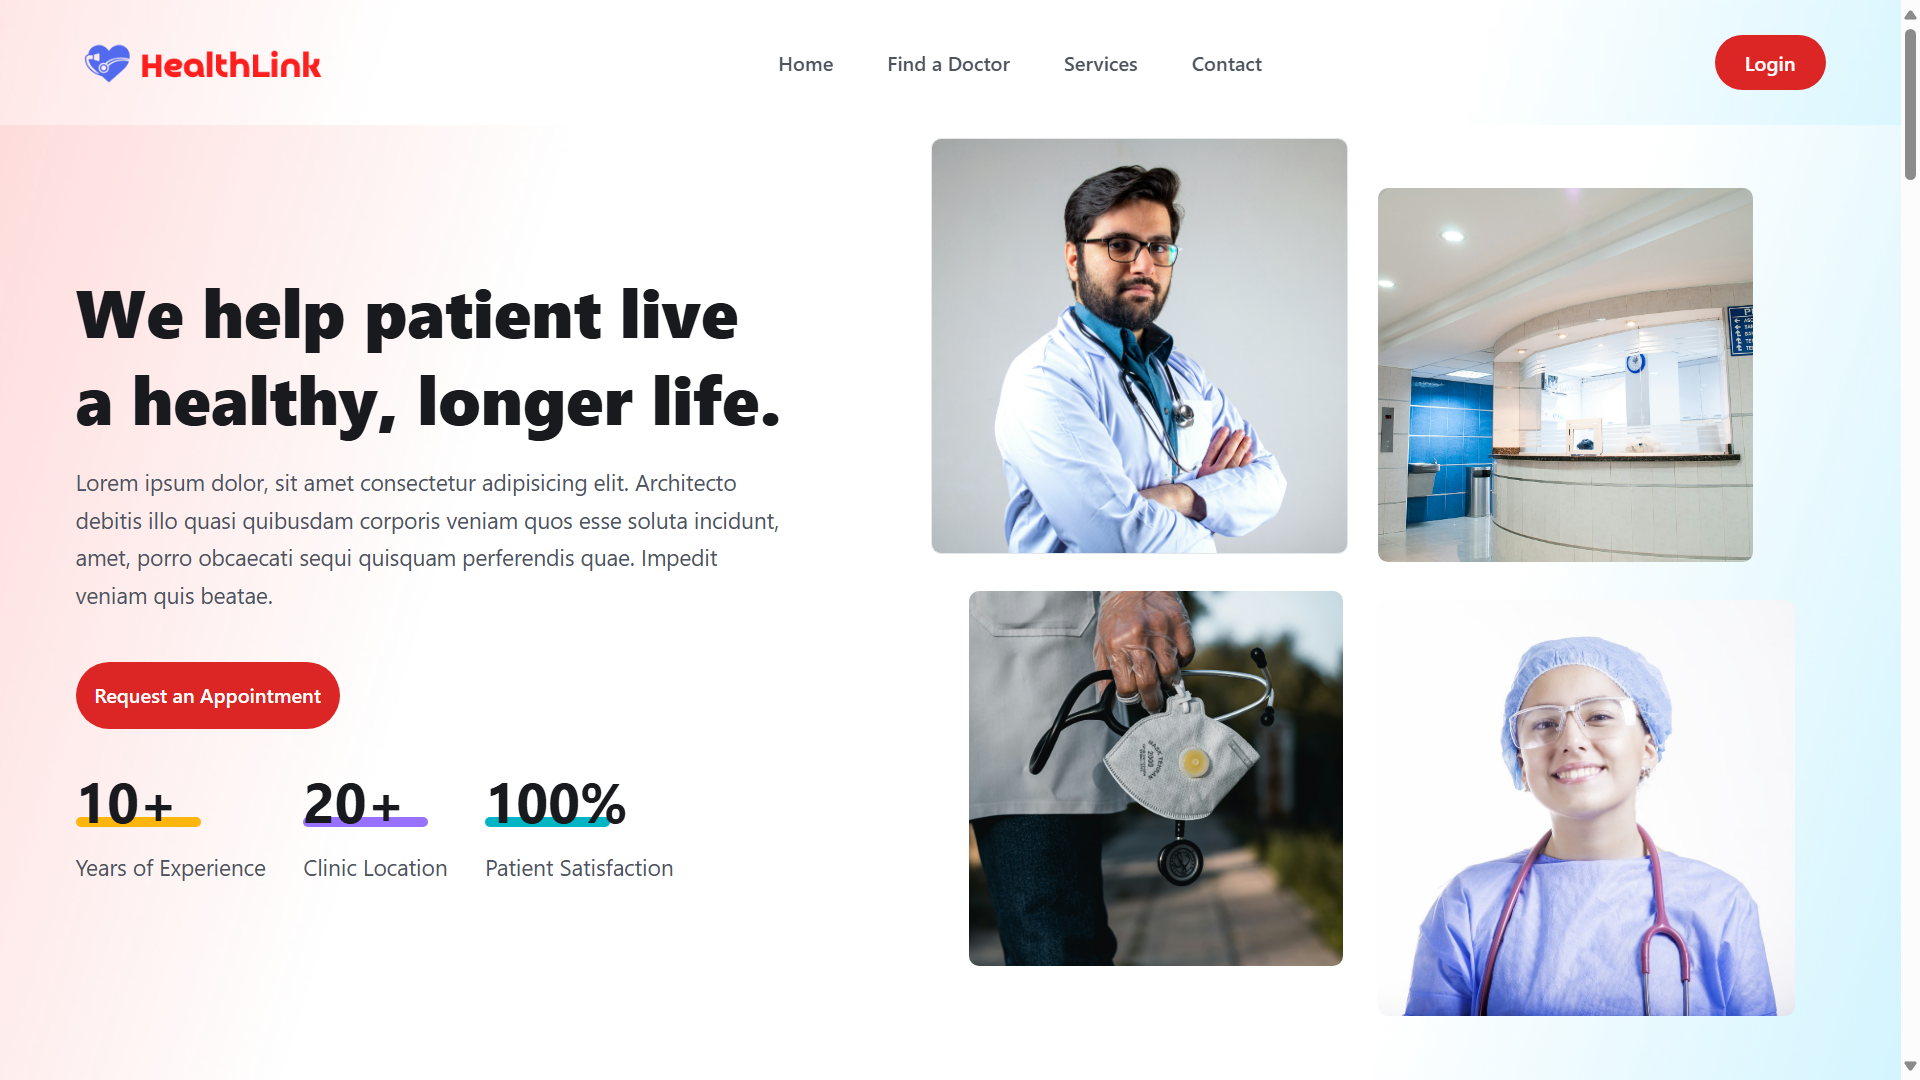 HealthLink
Home
Find a Doctor
Services
Contact
Login
We help patient live
a healthy, longer life.
Lorem ipsum dolor, sit amet consectetur adipisicing elit. Architecto
debitis illo quasi quibusdam corporis veniam quos esse soluta incidunt,
amet, porro obcaecati sequi quisquam perferendis quae. Impedit
veniam quis beatae.
Request an Appointment
10+
Years of Experience
20+
Clinic Location
100%
Patient Satisfaction